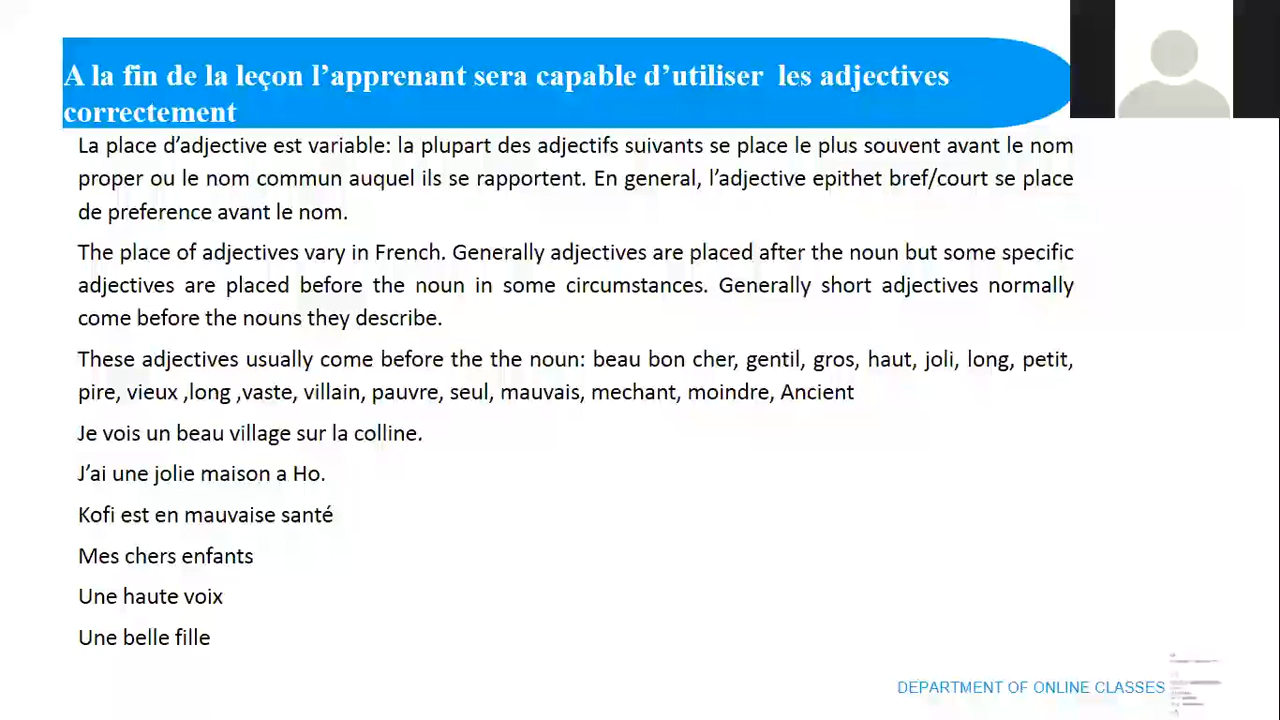 A la fin de la leçon l’apprenant sera capable d’utiliser les adjectives
correctement
La place d’adjective est variable: la plupart des adjectifs suivants se place le plus souvent avant le nom
proper ou le nom commun auquel ils se rapportent. En general, l’adjective epithet bref/court se place
de preference avant le nom.
The place of adjectives vary in French. Generally adjectives are placed after the noun but some specific
adjectives are placed before the noun in some circumstances. Generally short adjectives normally
come before the nouns they describe.
These adjectives usually come before the the noun: beau bon cher, gentil, gros, haut, joli, long, petit,
pire, vieux ,long ,vaste, villain, pauvre, seul, mauvais, mechant, moindre, Ancient
Je vois un beau village sur la colline.
J’ai une jolie maison a Ho.
Kofi est en mauvaise santé
Mes chers enfants
Une haute voix
Une belle fille
DEPARTMENT OF ONLINE CLASSES